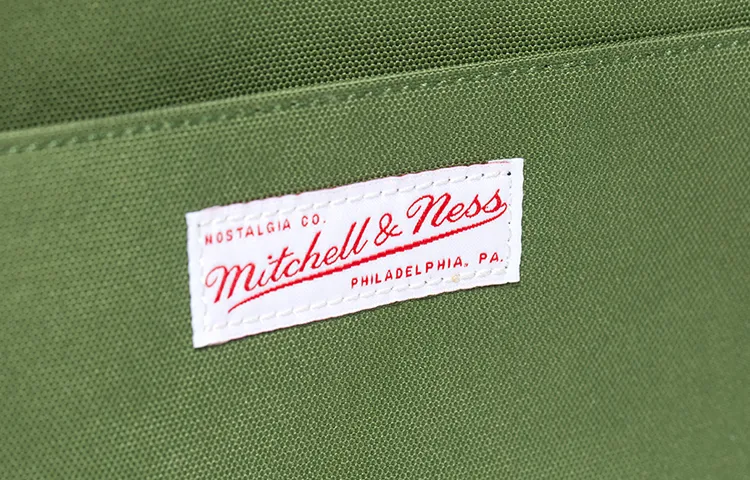 NOSTALGIA CO.
Mitchell & Ness
PHILADELPHIA, PA.